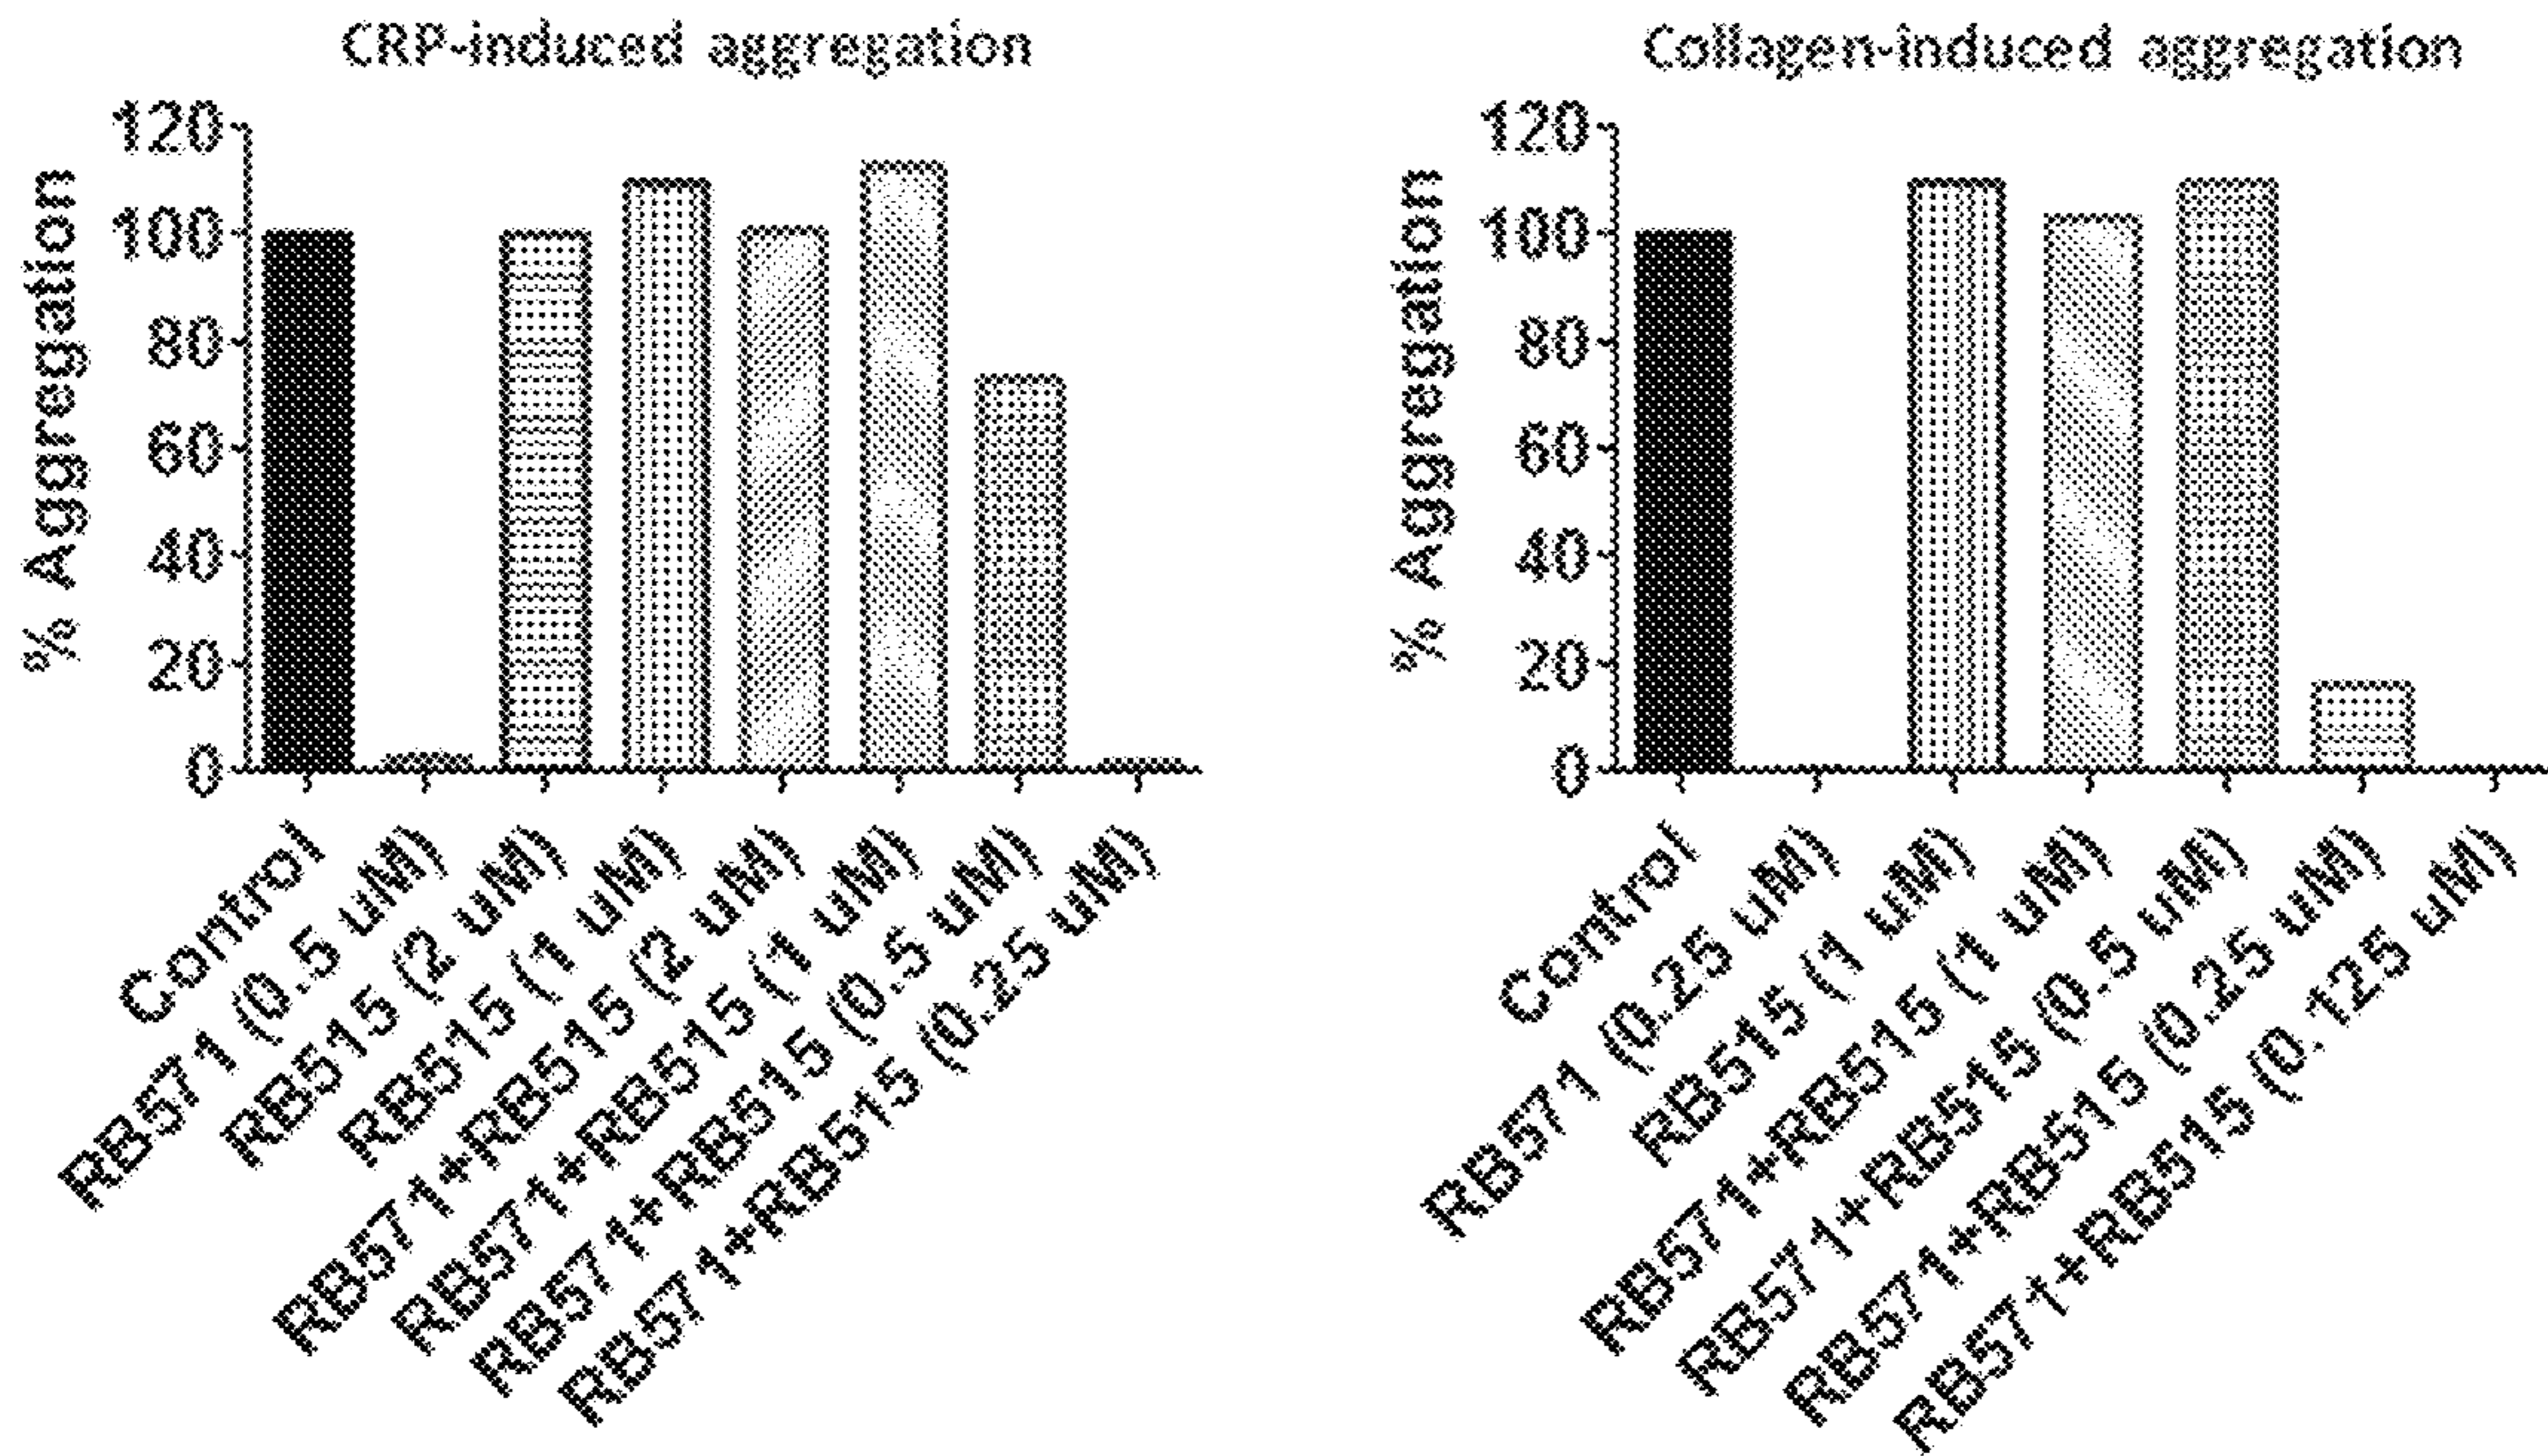 CRP-induced aggregation
% Aggregation
120
100
80
60
40
20
0
Control
RB571 (0.5 uM)
RB515 (2 uM)
RB515 (1 uM)
RB571+RB515 (2 uM)
RB571+RB515 (1 uM)
RB571+RB515 (0.5 uM)
RB571+RB515 (0.25 uM)
Collagen-induced aggregation
% Aggregation
120
100
80
60
40
20
0
Control
RB571 (0.25 uM)
RB515 (1 uM)
RB571+RB515 (1 uM)
RB571+RB515 (0.5 uM)
RB571+RB515 (0.25 uM)
RB571+RB515 (0.125 uM)